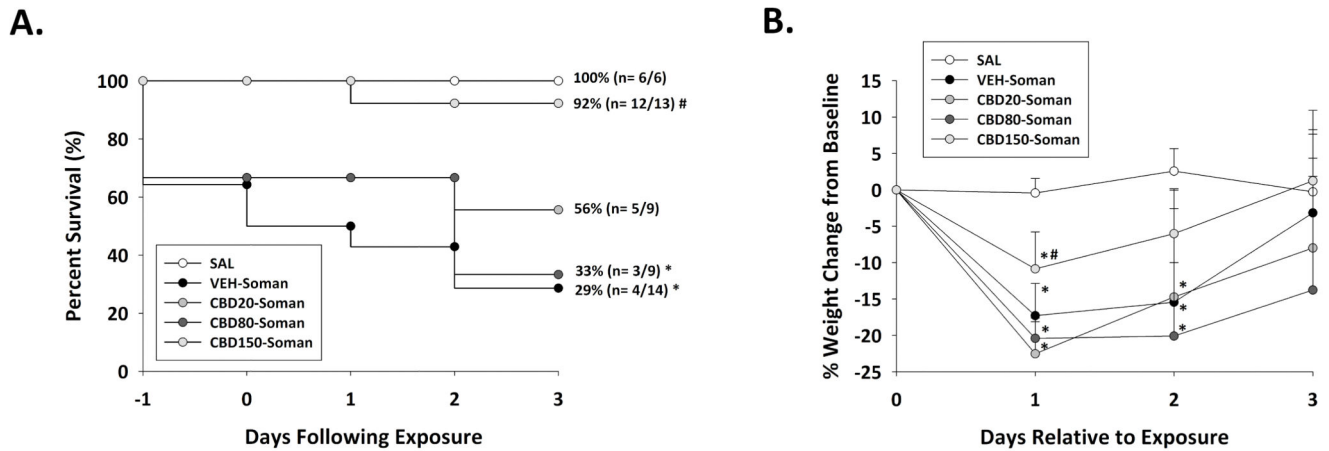 A.
Percent Survival (%)
100
80
60
40
20
0
-1
0
1
2
3
Days Following Exposure
100% (n= 6/6)
92% (n= 12/13) #
56% (n= 5/9)
33% (n= 3/9) *
29% (n= 4/14) *
SAL
VEH-Soman
CBD20-Soman
CBD80-Soman
CBD150-Soman
B.
% Weight Change from Baseline
15
10
5
0
-5
-10
-15
-20
-25
0
1
2
3
Days Relative to Exposure
SAL
VEH-Soman
CBD20-Soman
CBD80-Soman
CBD150-Soman
*#
*
*
*
*
*
*